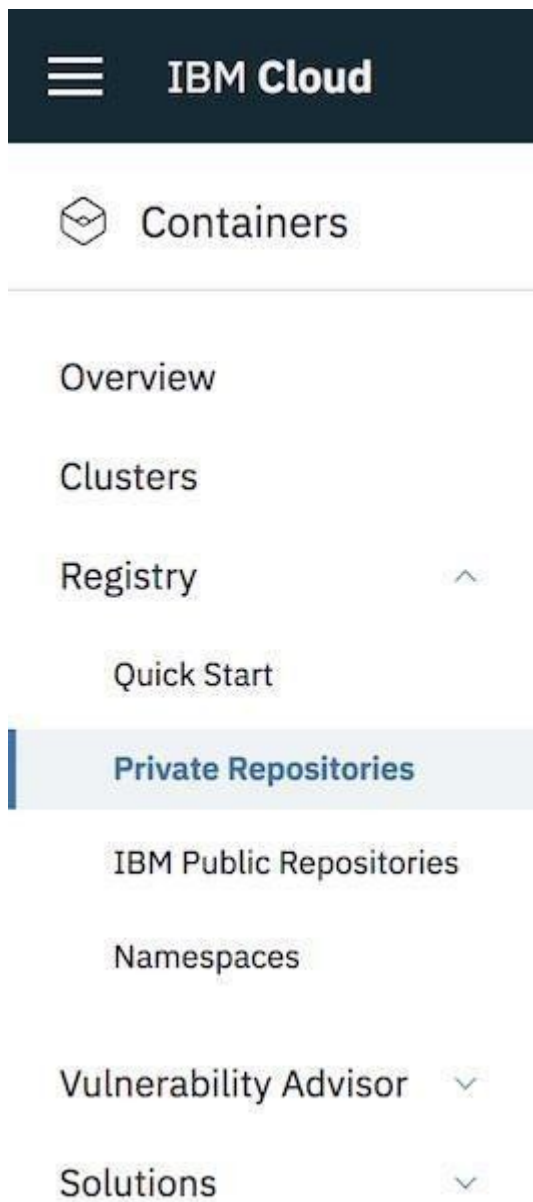 IBM Cloud
Containers
Overview
Clusters
Registry
Quick Start
Private Repositories
IBM Public Repositories
Namespaces
Vulnerability Advisor
Solutions